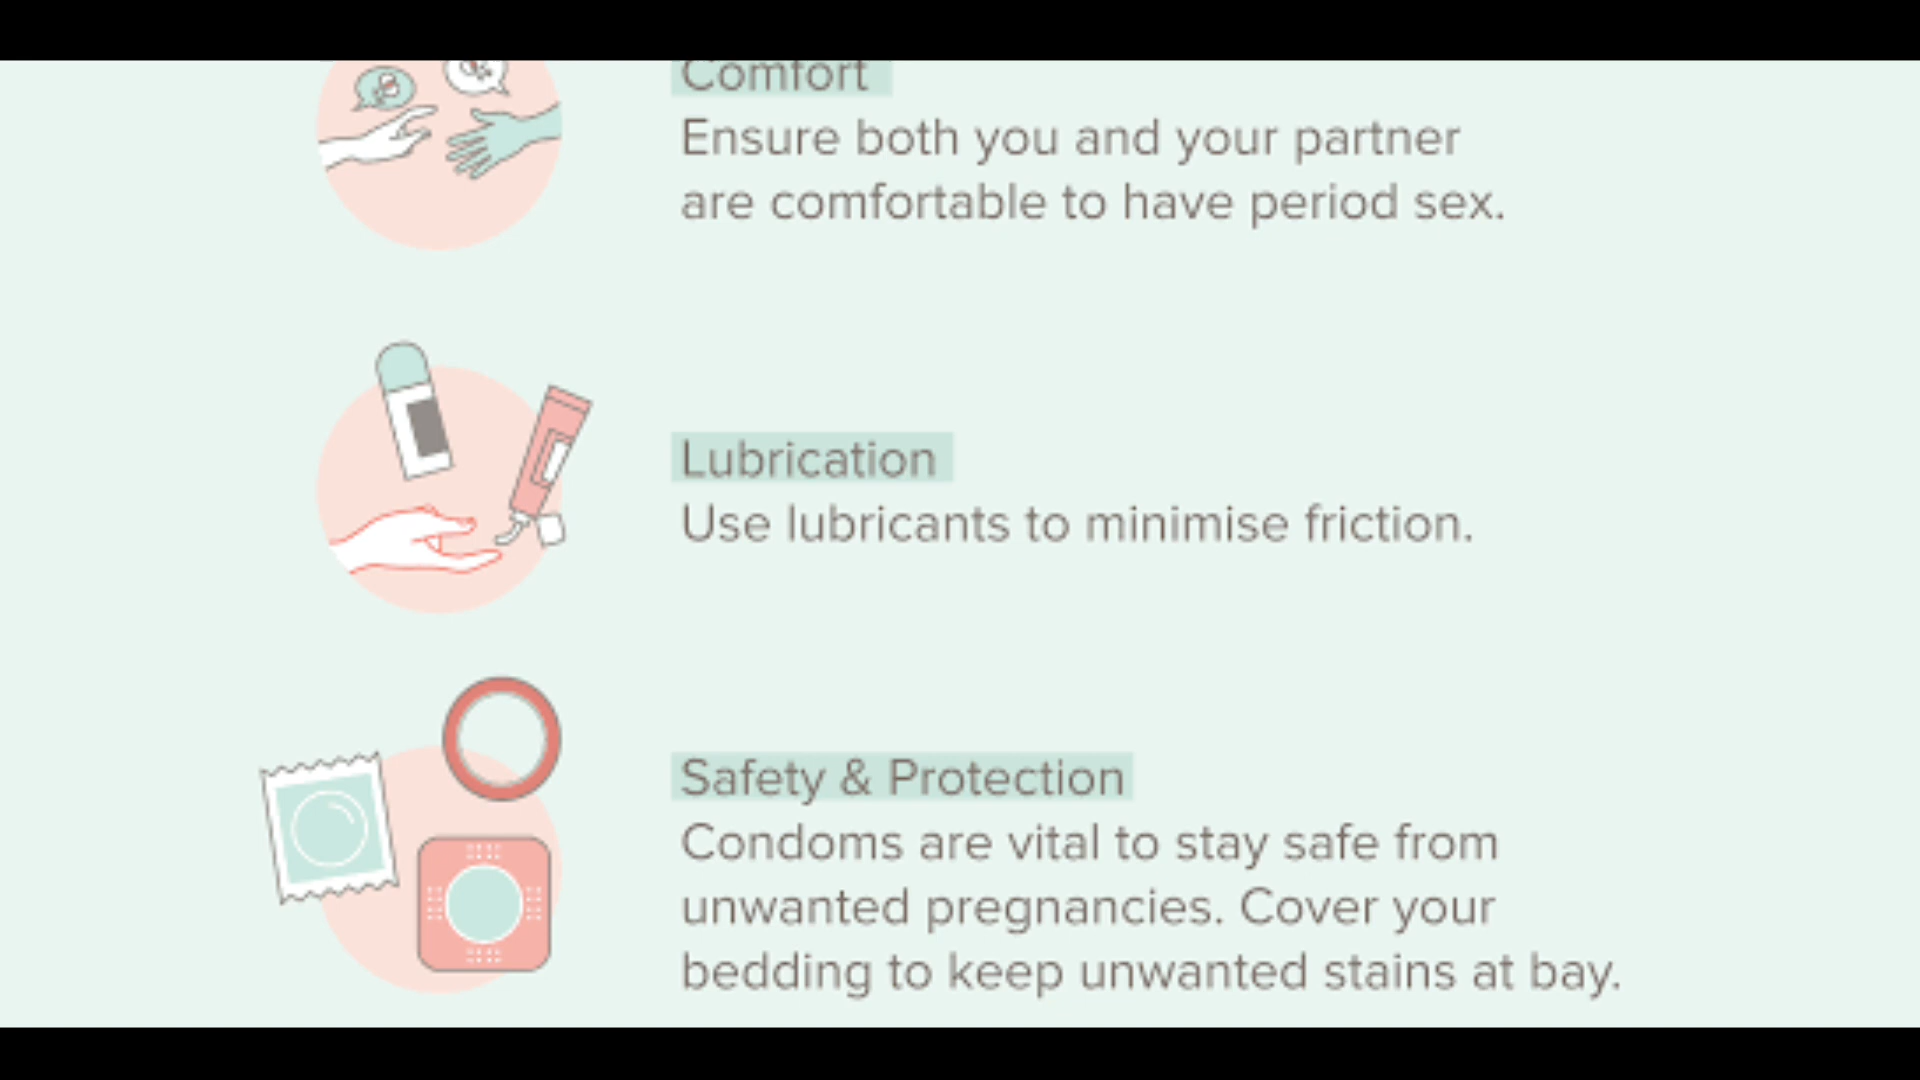 Comfort
Ensure both you and your partner
are comfortable to have period sex.
Lubrication
Use lubricants to minimise friction.
Safety & Protection
Condoms are vital to stay safe from
unwanted pregnancies. Cover your
bedding to keep unwanted stains at bay.